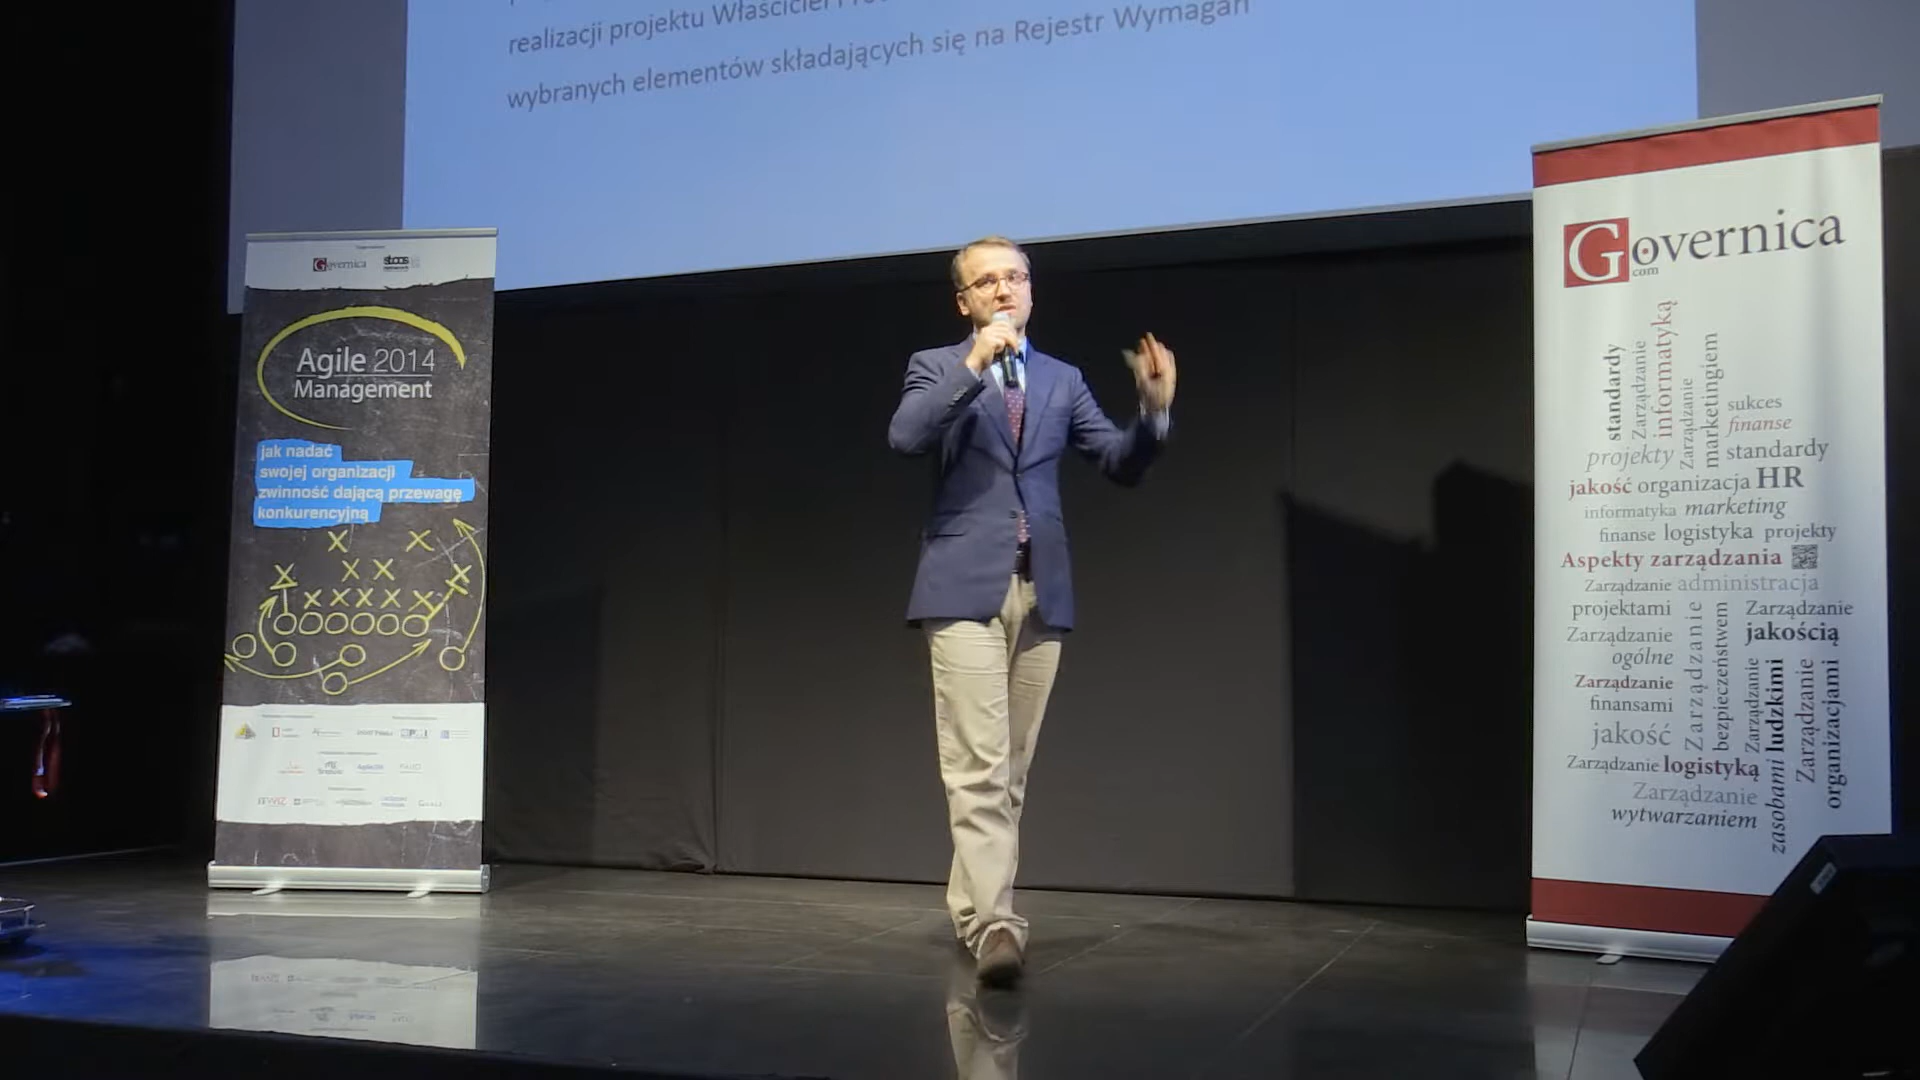 realizacji projektu Właściciel
wybranych elementów składających się na Rejestr Wymagań
Governica
Agile 2014
Management
jak nadać
swojej organizacji
zwinność dającą przewagę
konkurencyjną
Governica
com
standardy
Zarządzanie
informatyką
Zarządzanie
marketingiem
sukces
finanse
projekty
standardy
jakość organizacja HR
informatyka marketing
finanse logistyka projekty
Aspekty zarządzania
Zarządzanie administracja
projektami
Zarządzanie
bezpieczeństwem
Zarządzanie
jakością
Zarządzanie
ogólne
Zarządzanie
finansami
jakość
Zarządzanie
zasobami ludzkimi
Zarządzanie
organizacjami
Zarządzanie logistyką
Zarządzanie
wytwarzaniem